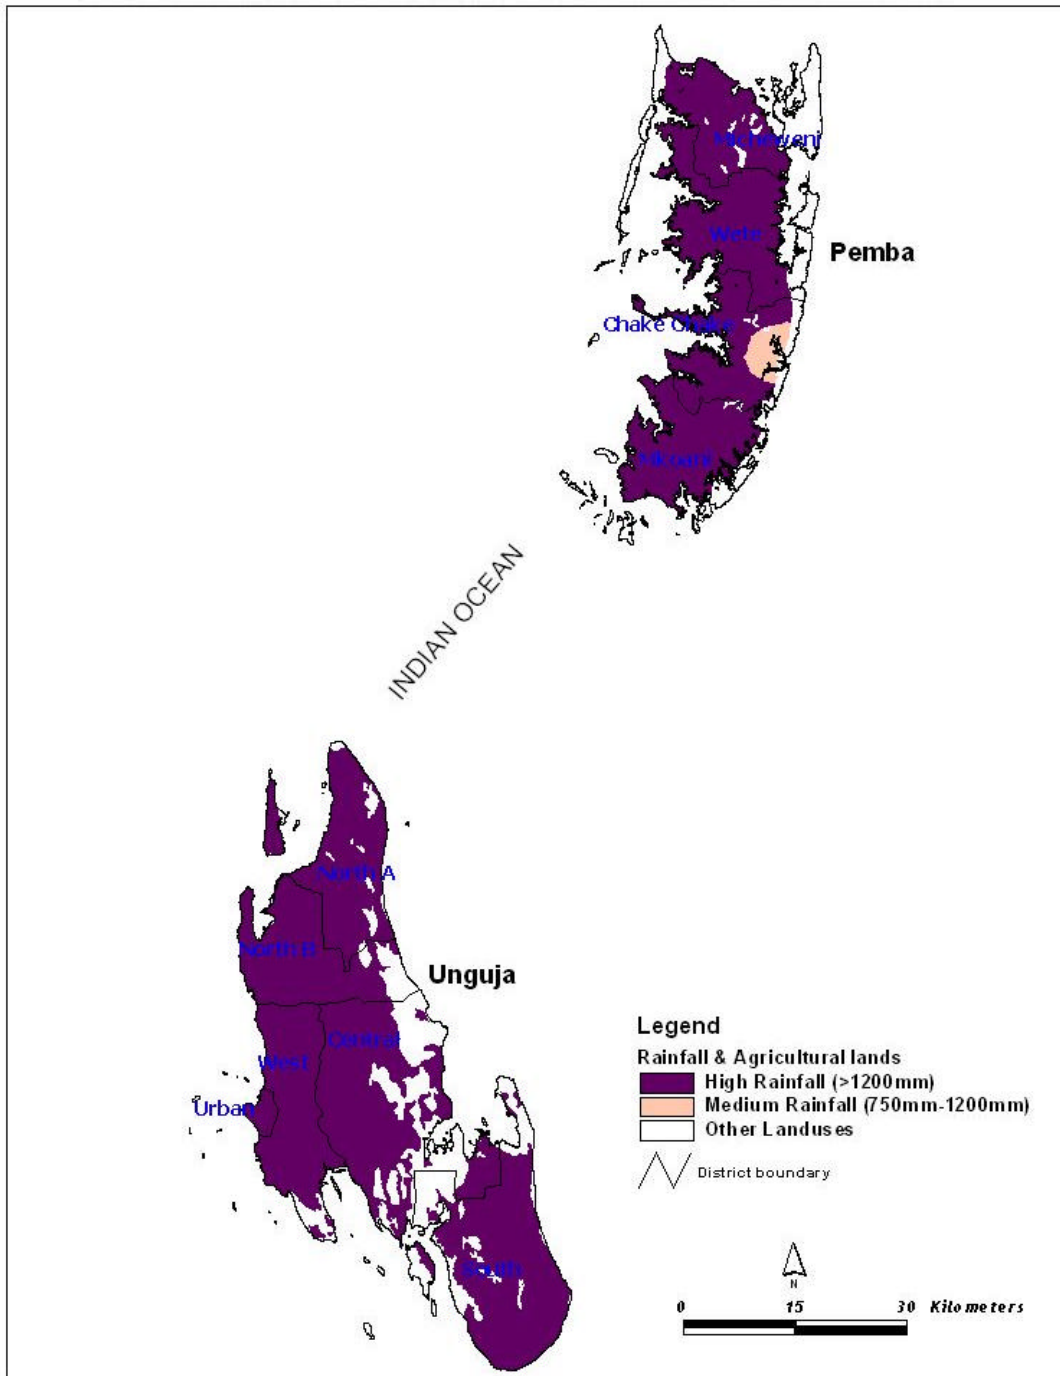 Micheweni
Wete
Pemba
Chake Chake
Mkoani
INDIAN OCEAN
North A
North B
Unguja
Central
West
Urban
South
Legend
Rainfall & Agricultural lands
High Rainfall (>1200mm)
Medium Rainfall (750mm-1200mm)
Other Landuses
District boundary
N
0 15 30 Kilometers